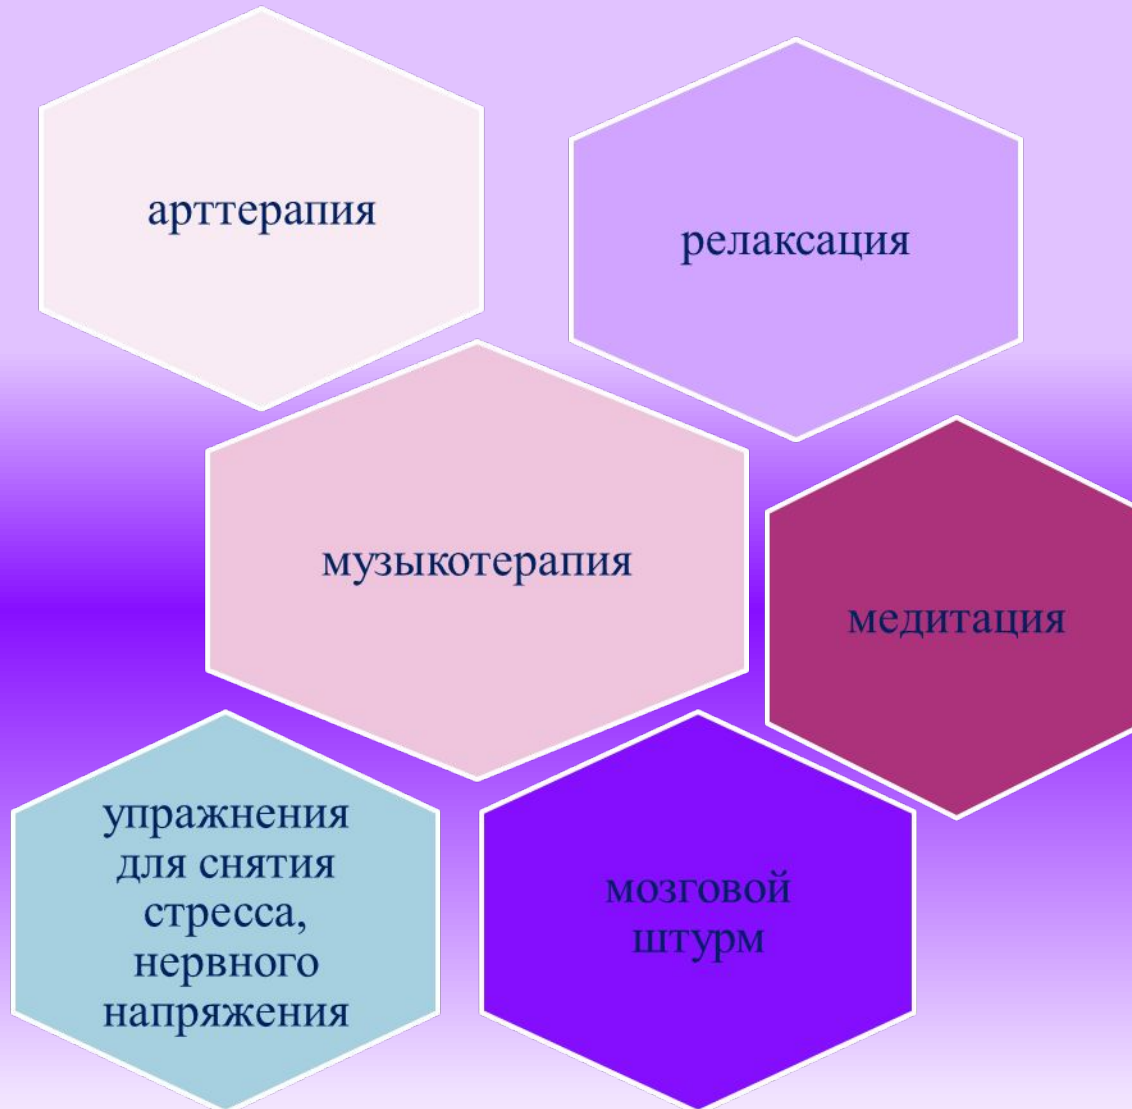 арттерапия
релаксация
музыкотерапия
медитация
упражнения
для снятия
стресса,
нервного
напряжения
мозговой
штурм